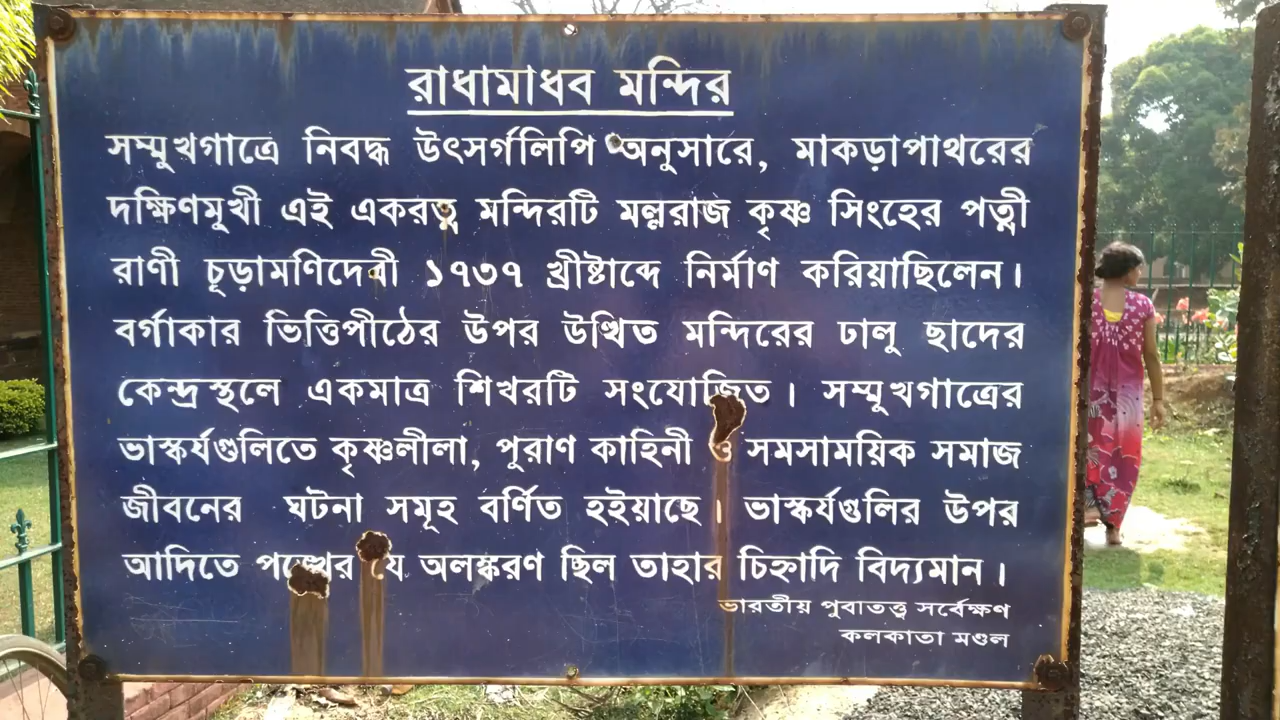 রাধামাধব মন্দির
সম্মুখগাত্রে নিবদ্ধ উৎসর্গলিপি অনুসারে, মাকড়াপাথরের
দক্ষিণমুখী এই একরত্ন মন্দিরটি মল্লরাজ কৃষ্ণ সিংহের পত্নী
রাণী চূড়ামণিদেবী ১৭৩৭ খ্রীষ্টাব্দে নির্মাণ করিয়াছিলেন।
বর্গাকার ভিত্তিপীঠের উপর উত্থিত মন্দিরের ঢালু ছাদের
কেন্দ্রস্থলে একমাত্র শিখরটি সংযোজিত। সম্মূখগাত্রের
ভাস্কর্যগুলিতে কৃষ্ণলীলা, পুরাণ কাহিনী ও সমসাময়িক সমাজ
জীবনের ঘটনা সমূহ বর্ণিত হইয়াছে। ভাস্কর্যগুলির উপর
আদিতে পঙ্খের যে অলঙ্করণ ছিল তাহার চিহ্নাদি বিদ্যমান।
ভারতীয় পুবাতত্ত্ব সর্বেক্ষণ
কলকাতা মণ্ডল